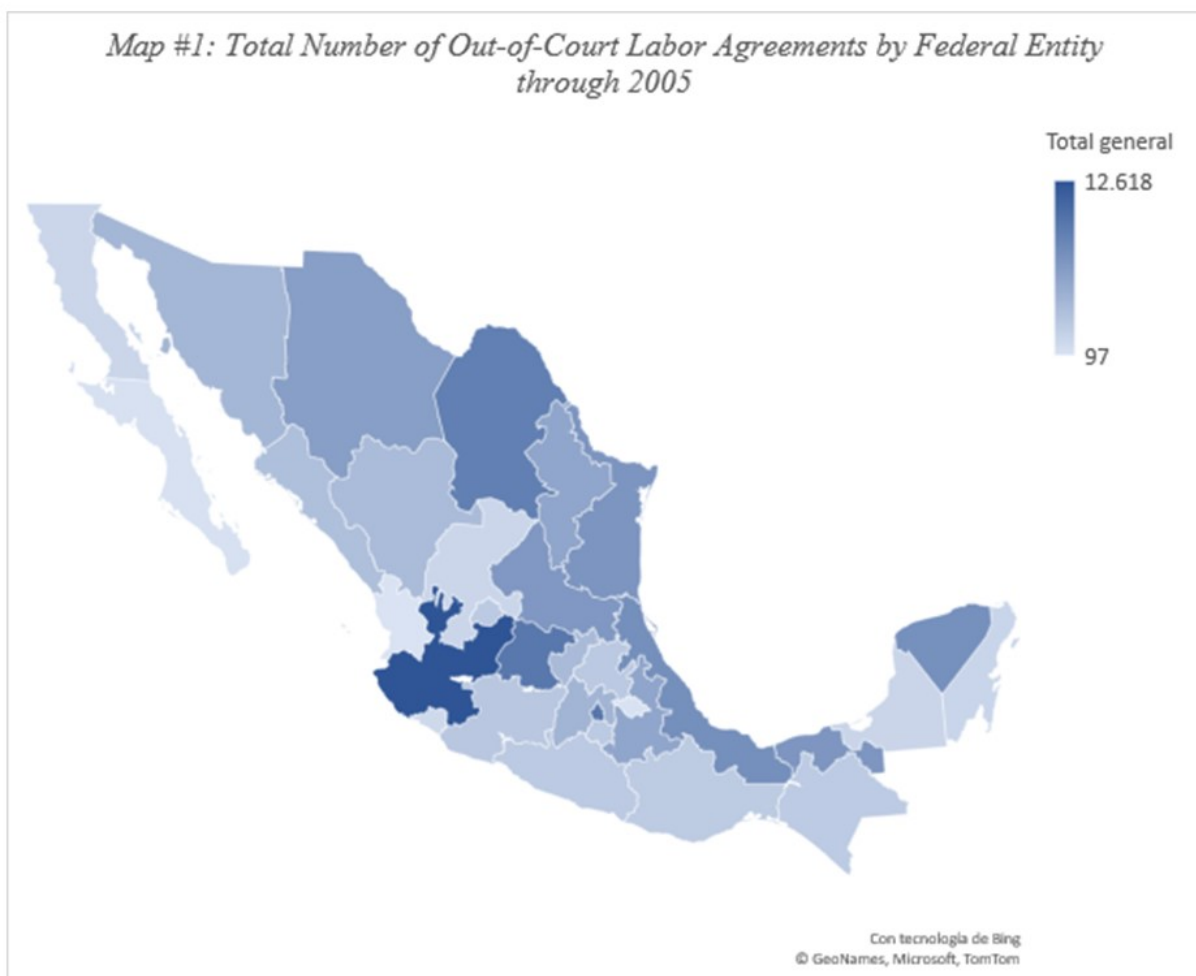 Map #1: Total Number of Out-of-Court Labor Agreements by Federal Entity
through 2005
Total general
12.618
97
Con tecnología de Bing
© GeoNames, Microsoft, TomTom